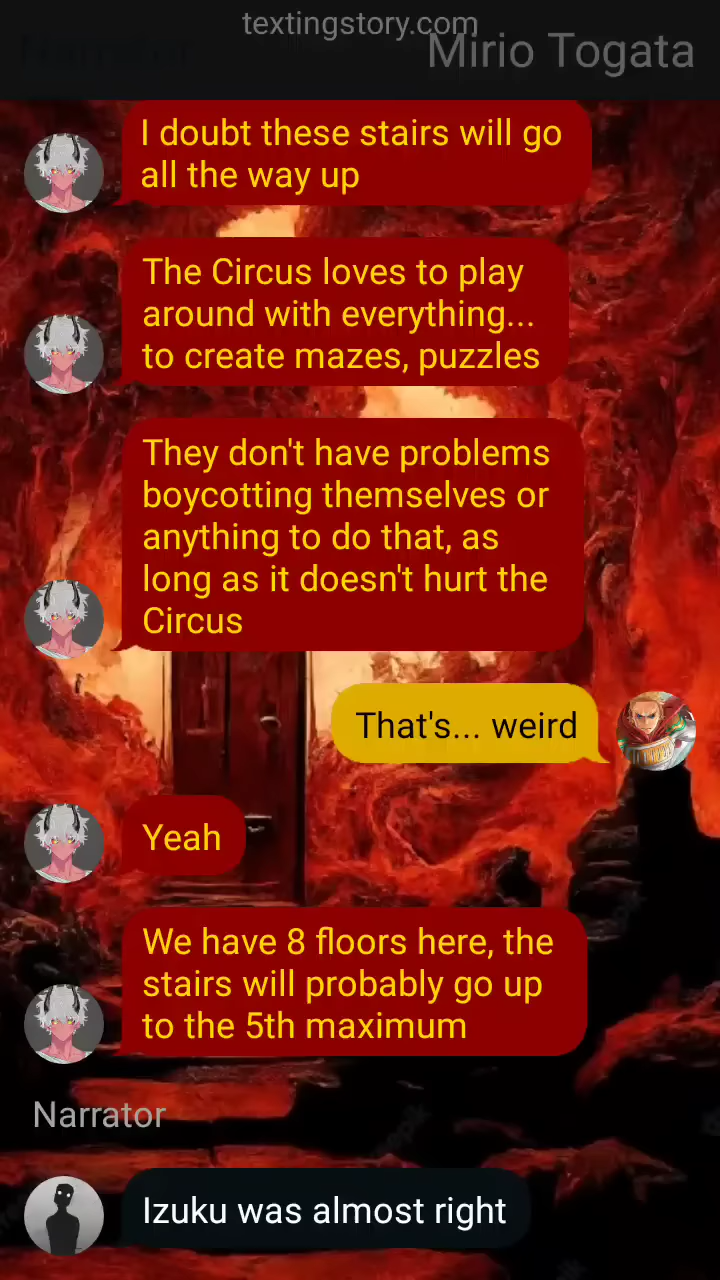 textingstory.com
Mirio Togata
I doubt these stairs will go
all the way up
The Circus loves to play
around with everything...
to create mazes, puzzles
They don't have problems
boycotting themselves or
anything to do that, as
long as it doesn't hurt the
Circus
That's... weird
Yeah
We have 8 floors here, the
stairs will probably go up
to the 5th maximum
Narrator
Izuku was almost right